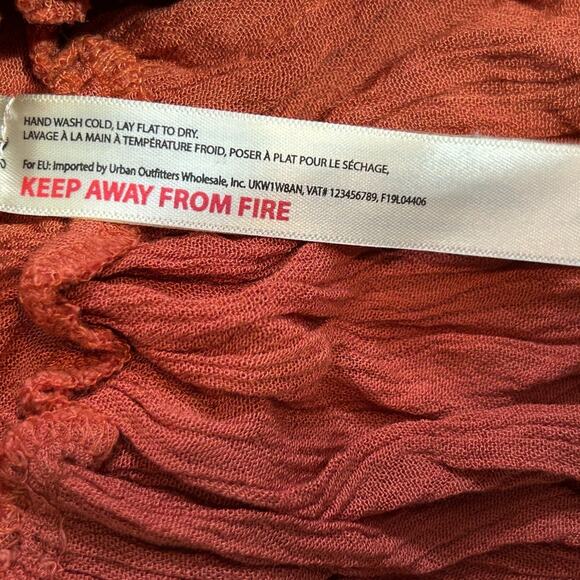 HAND WASH COLD, LAY FLAT TO DRY.
LAVAGE À LA MAIN À TEMPÉRATURE FROID, POSER À PLAT POUR LE SÉCHAGE,
For EU: Imported by Urban Outfitters Wholesale, Inc. UKW1W8AN, VAT# 123456789, F19L04406
KEEP AWAY FROM FIRE